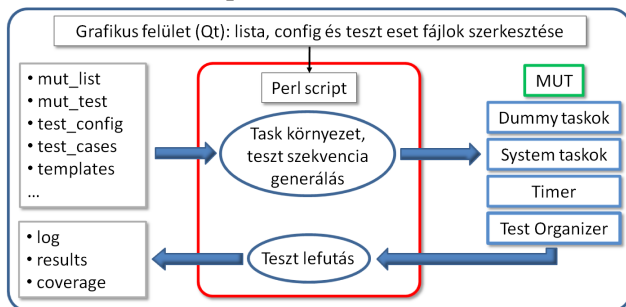 Grafikus felület (Qt): lista, config és teszt eset fájlok szerkesztése
• mut_list
• mut_test
• test_config
• test_cases
• templates
...
Perl script
Task környezet,
teszt szekvencia
generálás
MUT
Dummy taskok
System taskok
Timer
Test Organizer
• log
• results
• coverage
Teszt lefutás